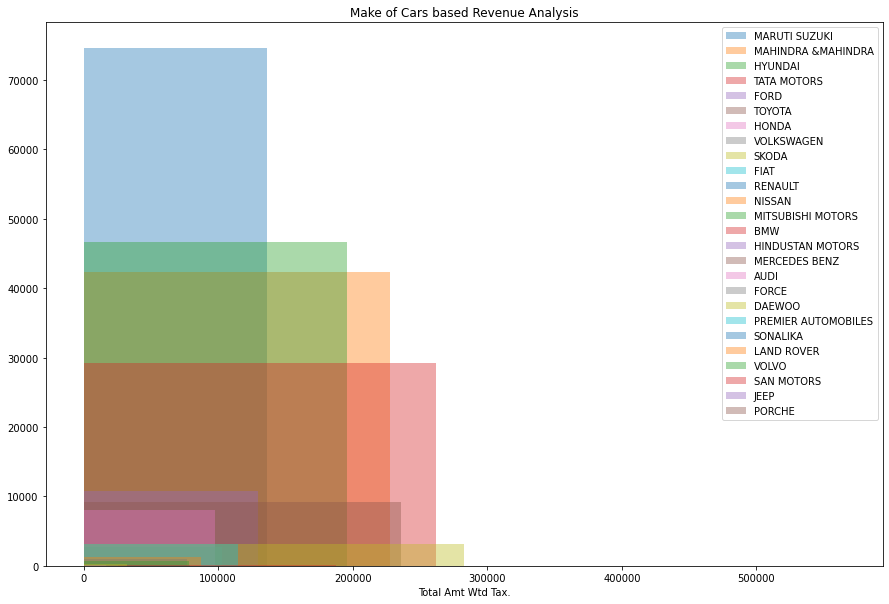 Make of Cars based Revenue Analysis
MARUTI SUZUKI
MAHINDRA &MAHINDRA
HYUNDAI
TATA MOTORS
FORD
TOYOTA
HONDA
VOLKSWAGEN
SKODA
FIAT
RENAULT
NISSAN
MITSUBISHI MOTORS
BMW
HINDUSTAN MOTORS
MERCEDES BENZ
AUDI
FORCE
DAEWOO
PREMIER AUTOMOBILES
SONALIKA
LAND ROVER
VOLVO
SAN MOTORS
JEEP
PORCHE
70000
60000
50000
40000
30000
20000
10000
0
0 100000 200000 300000 400000 500000
Total Amt Wtd Tax.